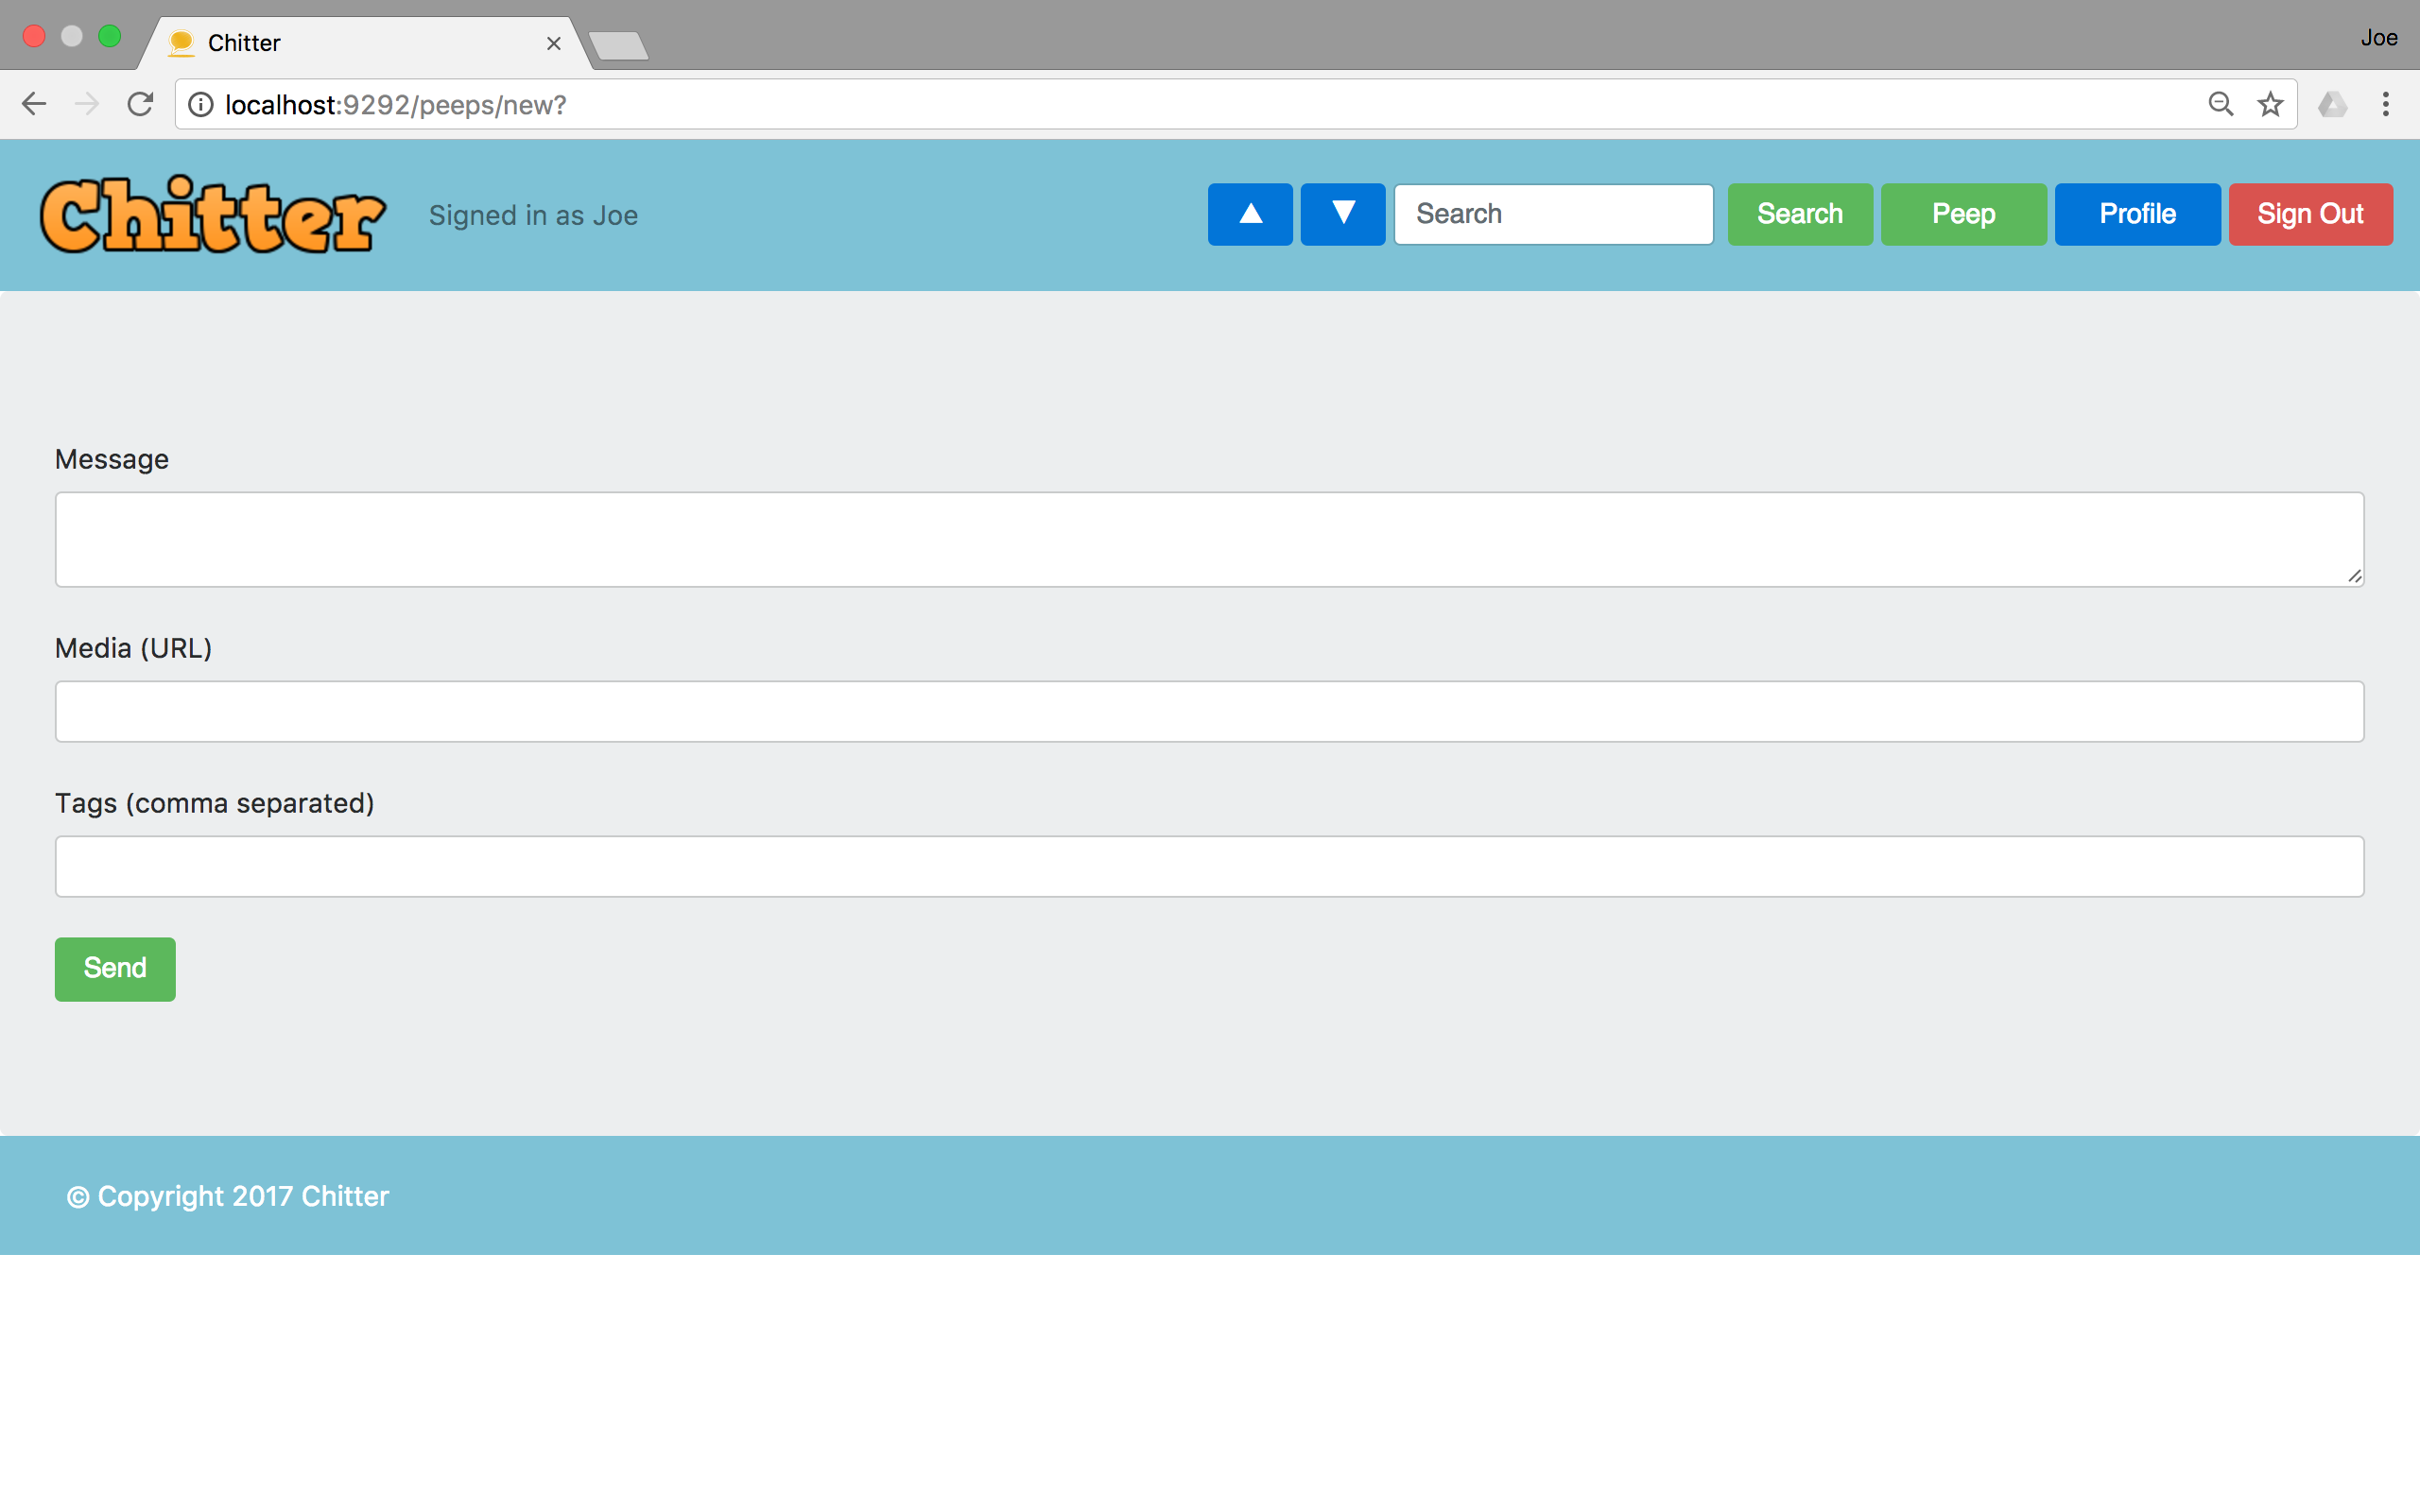 Chitter
Joe
localhost:9292/peeps/new?
Chitter Signed in as Joe ▲ ▼ Search Search Peep Profile Sign Out
Message
Media (URL)
Tags (comma separated)
Send
© Copyright 2017 Chitter